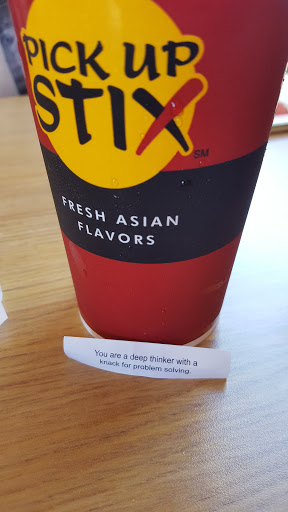 PICK UP
STIX
SM
FRESH ASIAN
FLAVORS
You are a deep thinker with a
knack for problem solving.